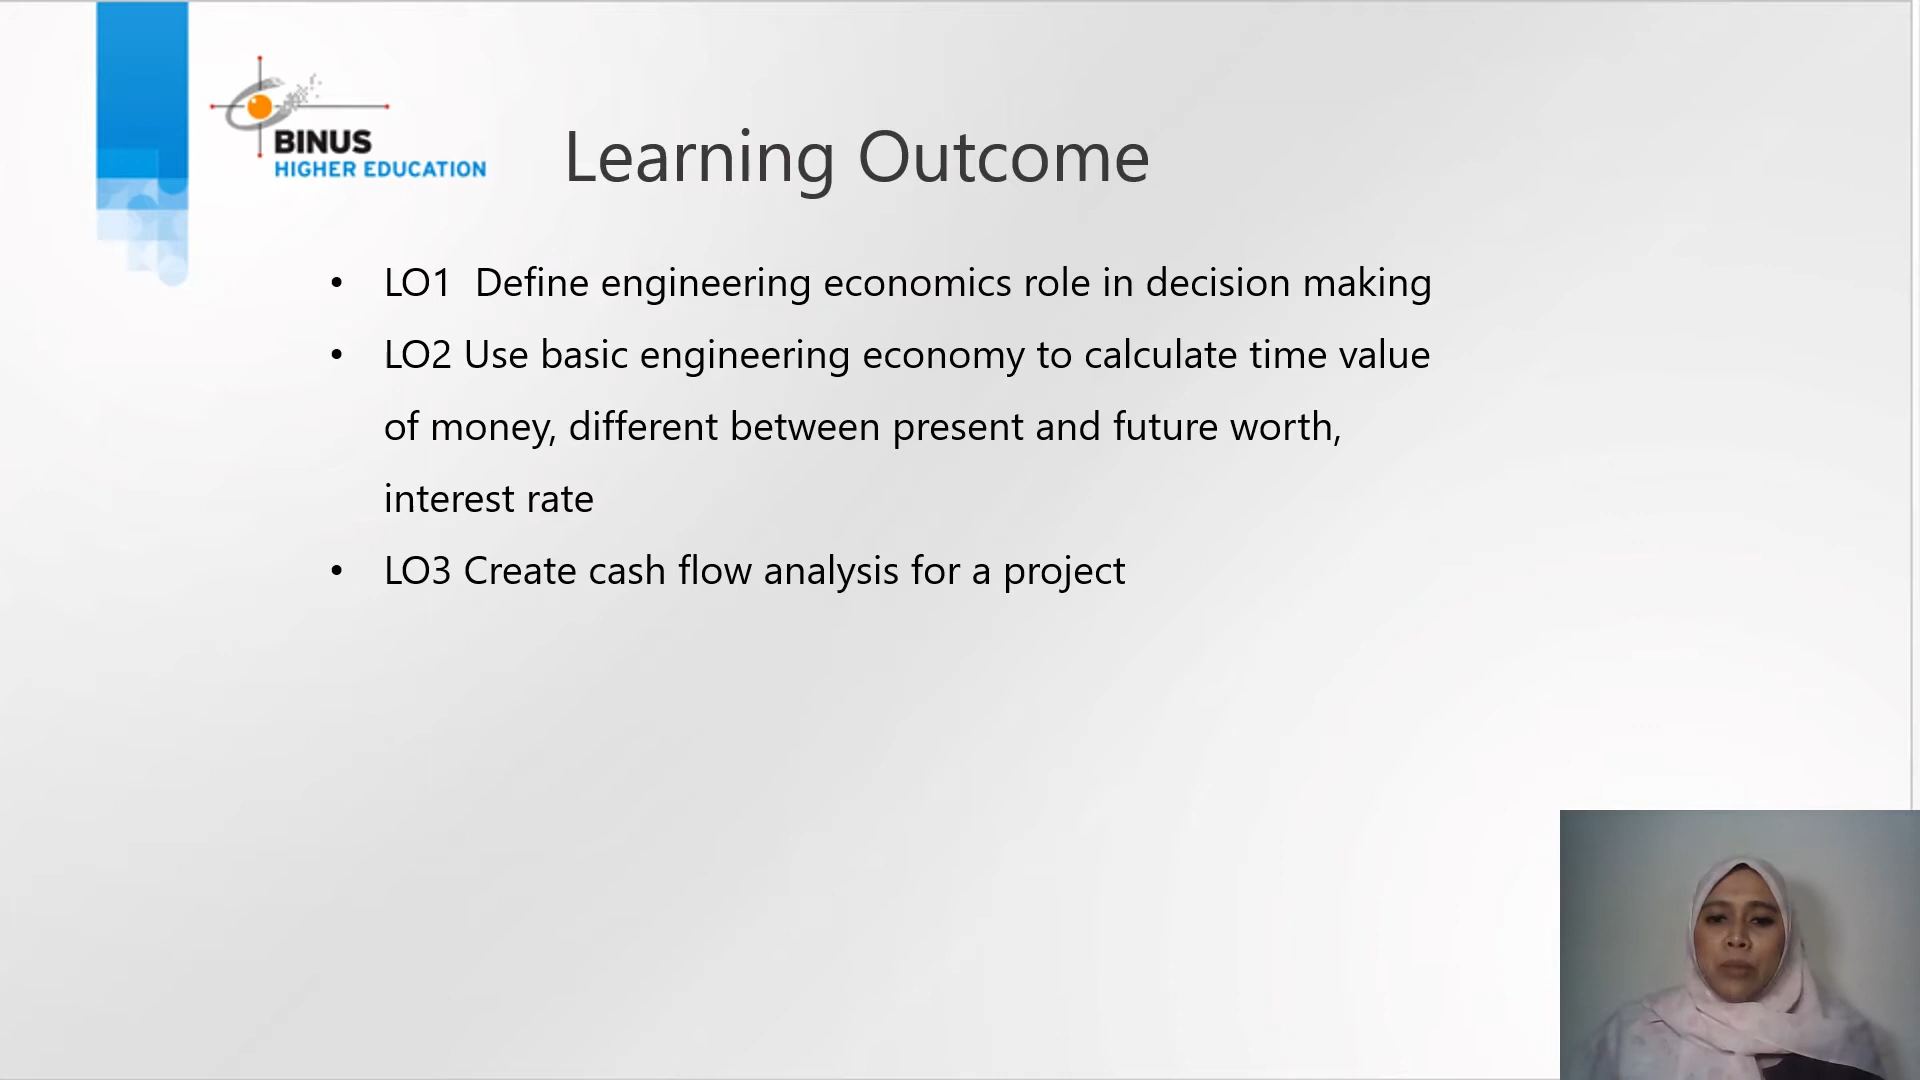 BINUS
HIGHER EDUCATION
Learning Outcome
• LO1  Define engineering economics role in decision making
• LO2 Use basic engineering economy to calculate time value
of money, different between present and future worth,
interest rate
• LO3 Create cash flow analysis for a project